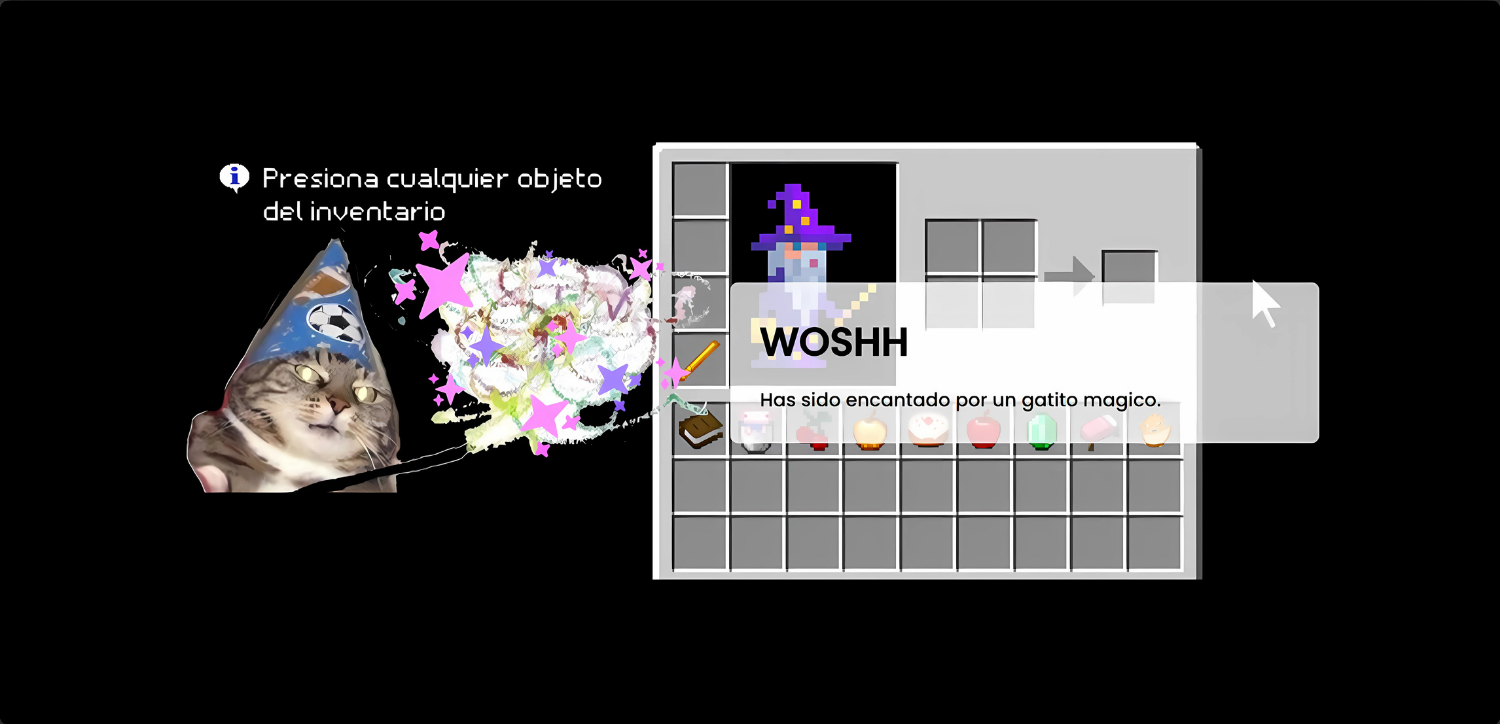 Presiona cualquier objeto
del inventario
WOSHH
Has sido encantado por un gatito magico.